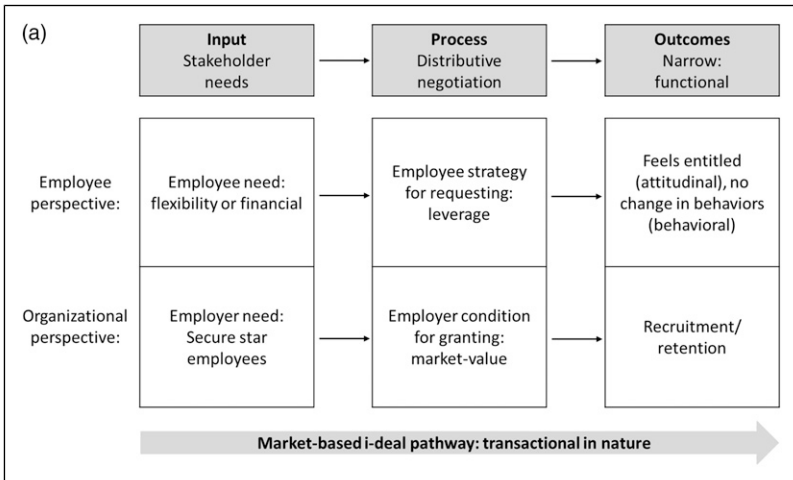 (a)
Input
Stakeholder
needs
Process
Distributive
negotiation
Outcomes
Narrow:
functional
Employee
perspective:
Employee need:
flexibility or financial
Employee strategy
for requesting:
leverage
Feels entitled
(attitudinal), no
change in behaviors
(behavioral)
Organizational
perspective:
Employer need:
Secure star
employees
Employer condition
for granting:
market-value
Recruitment/
retention
Market-based i-deal pathway: transactional in nature